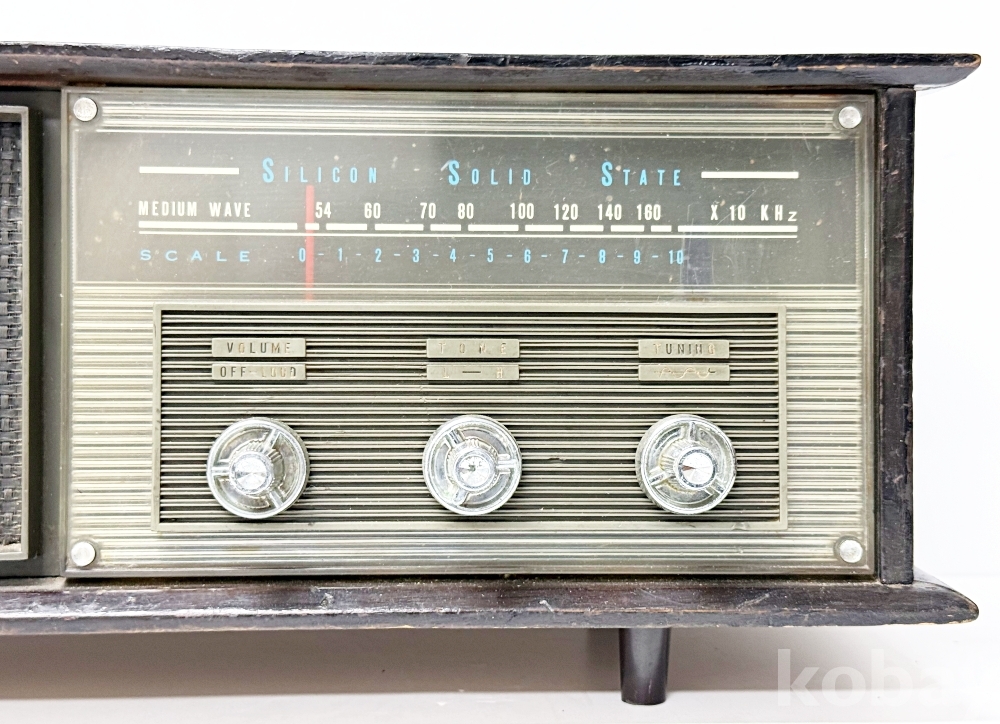 SILICON SOLID STATE
MEDIUM WAVE 54 60 70 80 100 120 140 160 X 10 KHz
SCALE 0-1-2-3-4-5-6-7-8-9-10
VOLUME TONE TUNING
OFF-LOUD L — H